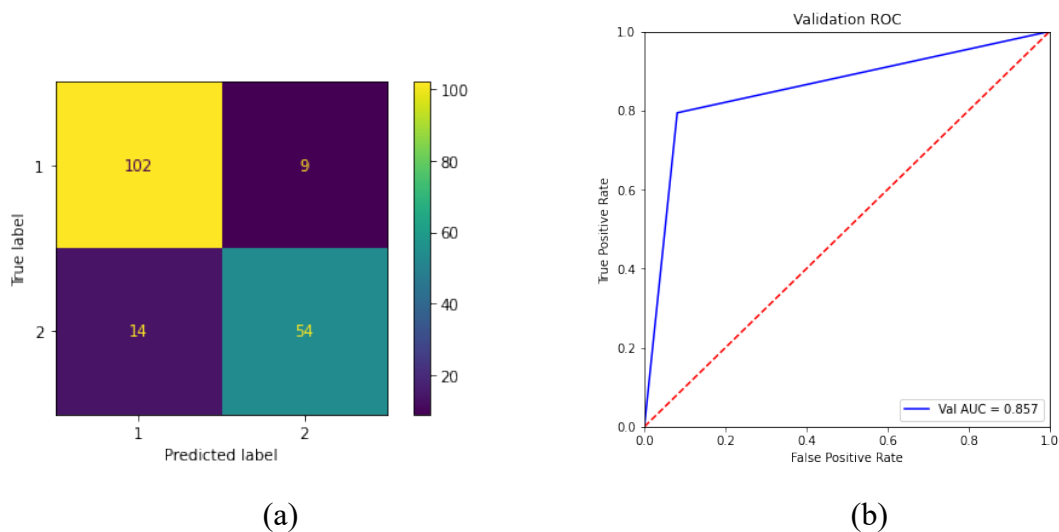 100
80
60
40
20
102 9
14 54
1
2
True label
1 2
Predicted label
(a)
Validation ROC
1.0
0.8
0.6
0.4
0.2
0.0
True Positive Rate
Val AUC = 0.857
0.0 0.2 0.4 0.6 0.8 1.0
False Positive Rate
(b)